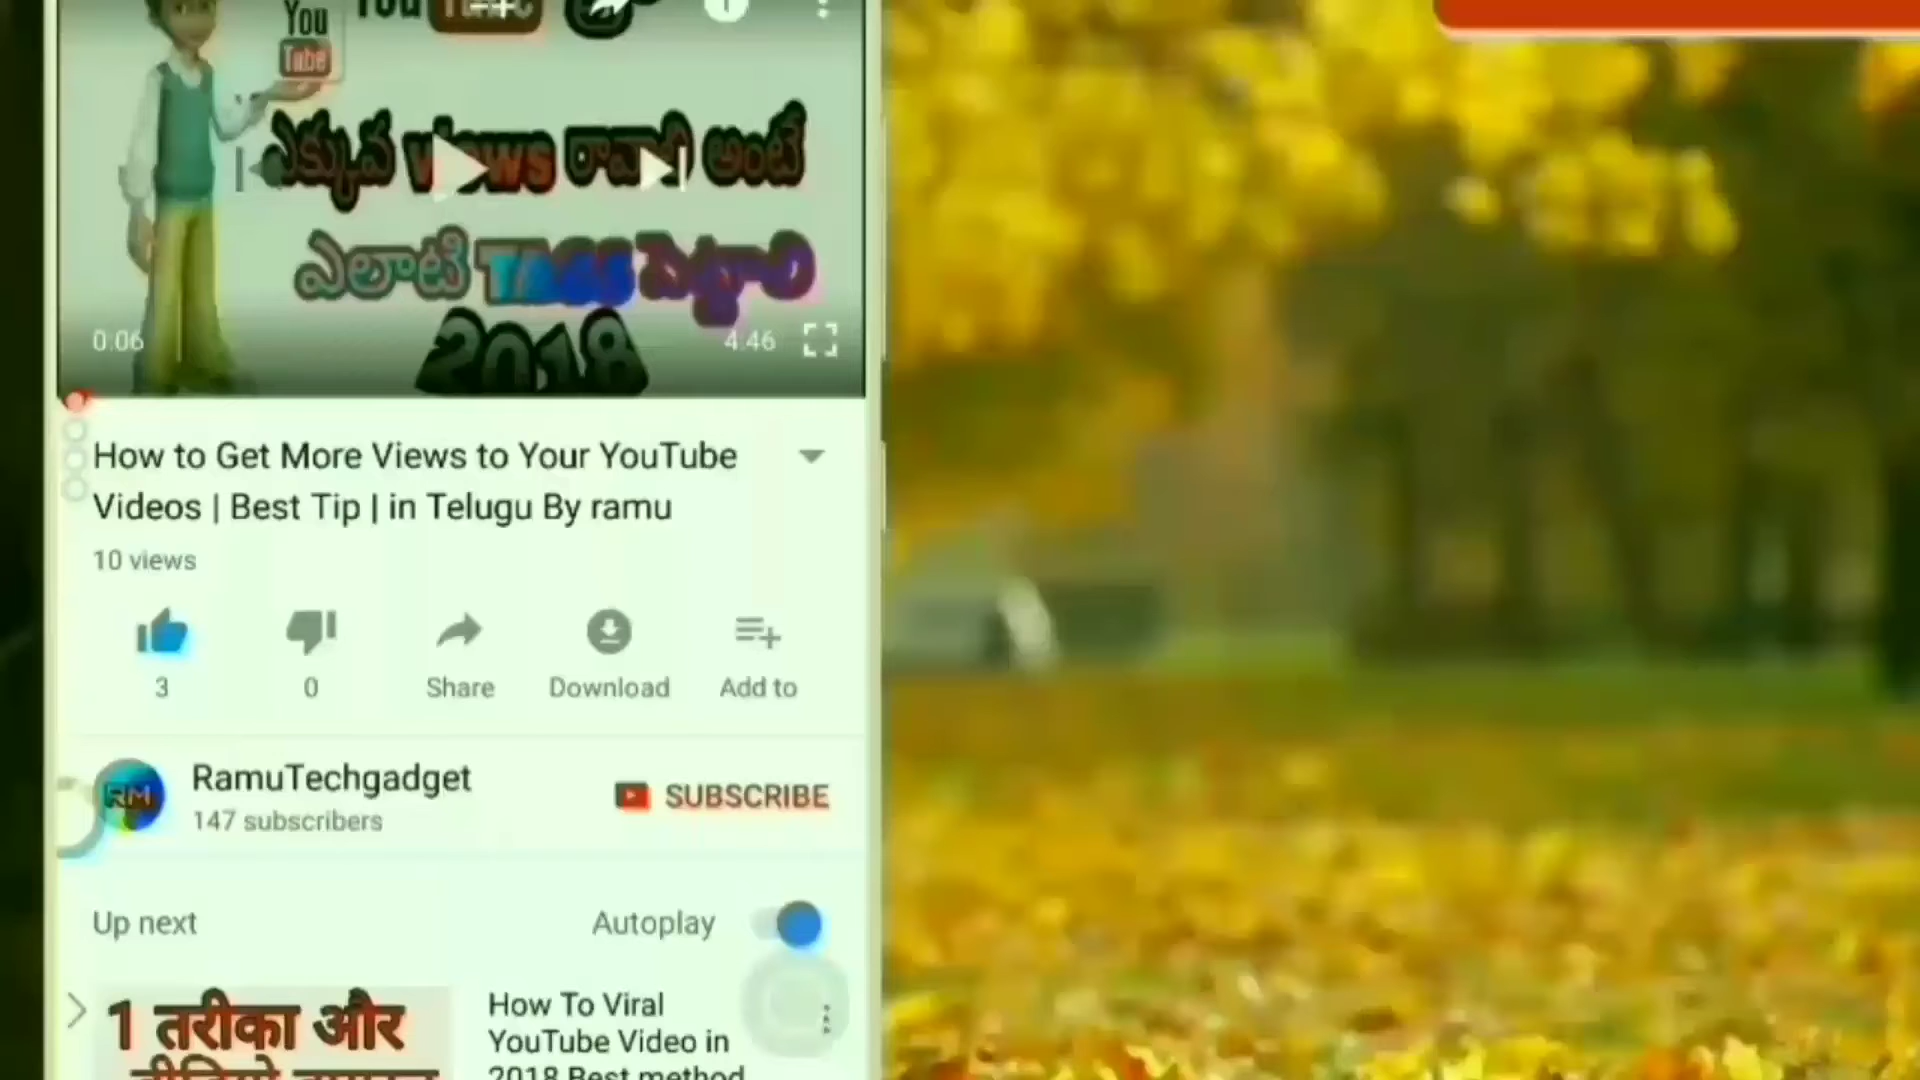 You
Tube
You
ఎక్కువ views రావాలి అంటే
ఎలాటి TAGS పెట్టాలి
2018
0:06
4:46
How to Get More Views to Your YouTube
Videos | Best Tip | in Telugu By ramu
10 views
3
0
Share
Download
Add to
RM
RamuTechgadget
147 subscribers
SUBSCRIBE
Up next
Autoplay
1 तरीका और
How To Viral
YouTube Video in
2018 Best method